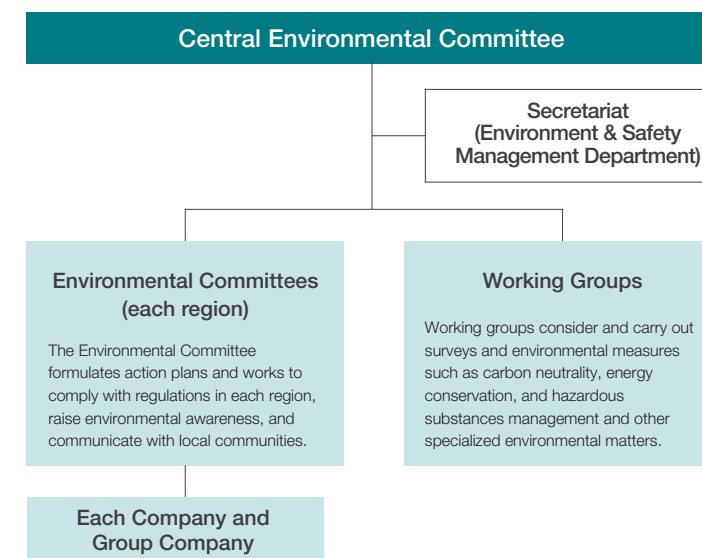 Central Environmental Committee
Secretariat
(Environment & Safety
Management Department)
Environmental Committees
(each region)
The Environmental Committee
formulates action plans and works to
comply with regulations in each region,
raise environmental awareness, and
communicate with local communities.
Working Groups
Working groups consider and carry out
surveys and environmental measures
such as carbon neutrality, energy
conservation, and hazardous
substances management and other
specialized environmental matters.
Each Company and
Group Company